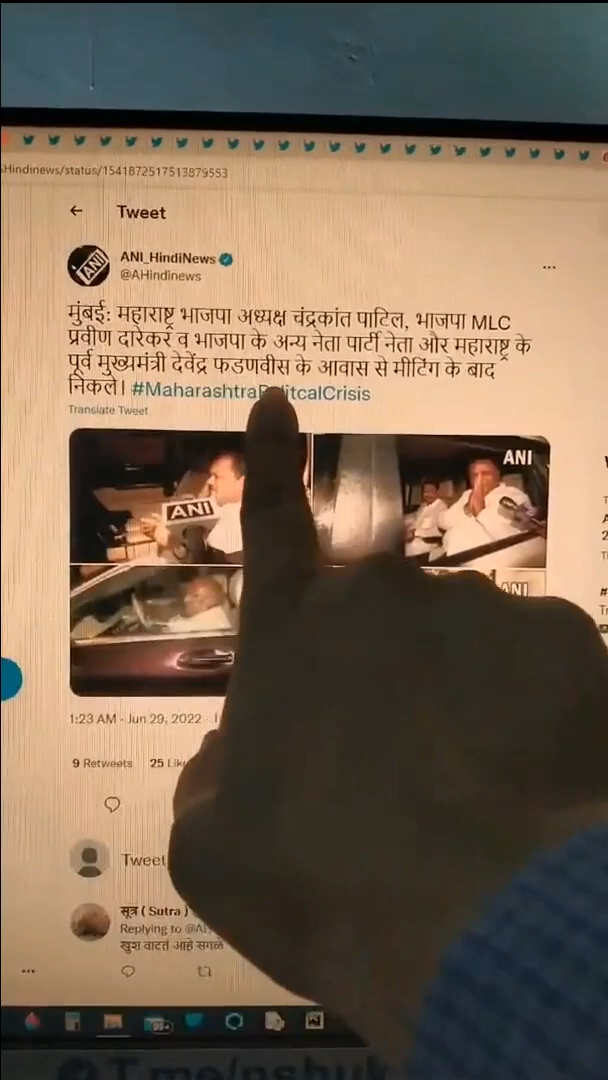 Hindinews/status/1541872517513879553
Tweet
ANI_HindiNews
@AHindinews
मुंबई: महाराष्ट्र भाजपा अध्यक्ष चंद्रकांत पाटिल, भाजपा MLC
प्रवीण दारेकर व भाजपा के अन्य नेता पार्टी नेता और महाराष्ट्र के
पूर्व मुख्यमंत्री देवेंद्र फडणवीस के आवास से मीटिंग के बाद
निकले। #MaharashtraPolitcalCrisis
Translate Tweet
ANI
ANI
ANI
1:23 AM · Jun 29, 2022 ·
9 Retweets 25
Tweet
सूत्र ( Sutra )
Replying to
खुश वाटतं आहे सगळे
99+